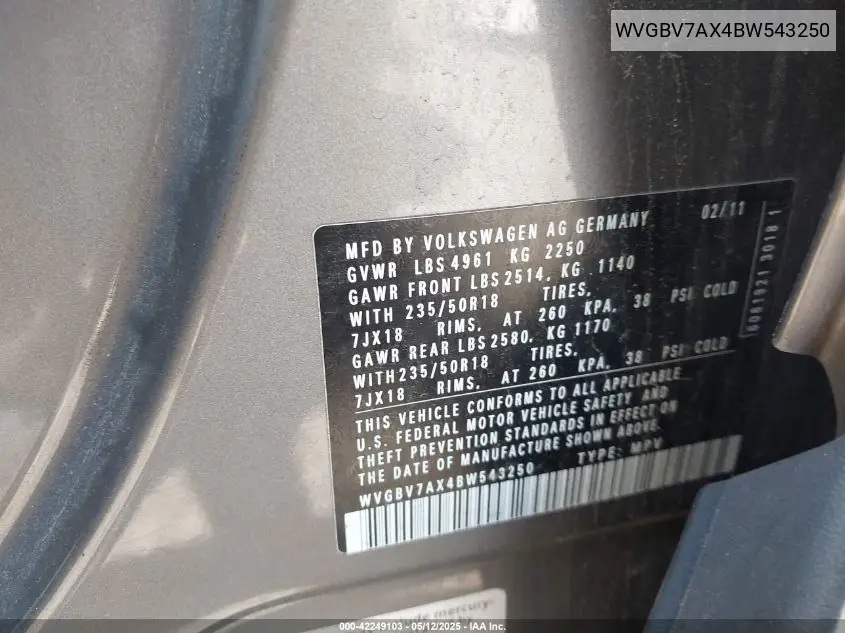 WVGBV7AX4BW543250
MFD BY VOLKSWAGEN AG GERMANY 02/11
GVWR LBS 4961 KG 2250
GAWR FRONT LBS 2514, KG 1140
WITH 235/50R18 TIRES,
7JX18 RIMS, AT 260 KPA, 38 PSI COLD
GAWR REAR LBS 2580, KG 1170
WITH 235/50R18 TIRES,
7JX18 RIMS, AT 260 KPA, 38 PSI COLD
THIS VEHICLE CONFORMS TO ALL APPLICABLE
U.S. FEDERAL MOTOR VEHICLE SAFETY AND
THEFT PREVENTION STANDARDS IN EFFECT ON
THE DATE OF MANUFACTURE SHOWN ABOVE.
WVGBV7AX4BW543250 TYPE: MPV
mercury.
000-42249103 - 05/12/2025 - IAA Inc.